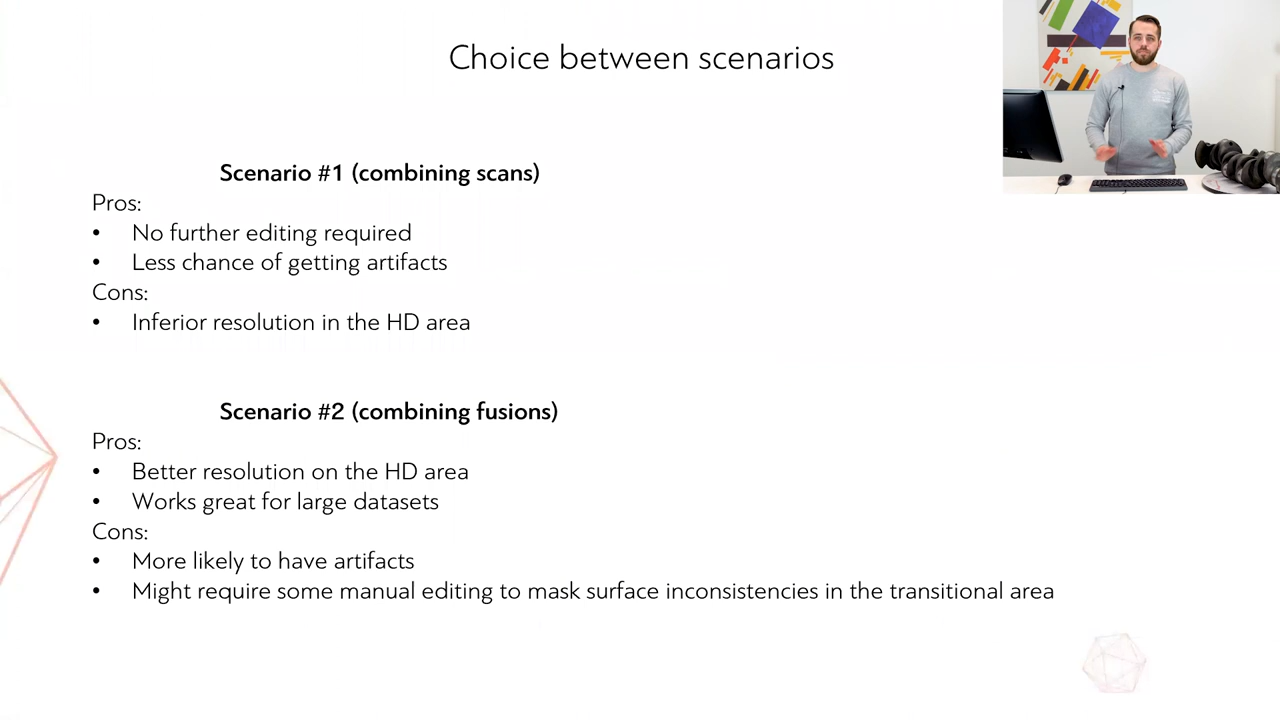 Choice between scenarios
Scenario #1 (combining scans)
Pros:
• No further editing required
• Less chance of getting artifacts
Cons:
• Inferior resolution in the HD area
Scenario #2 (combining fusions)
Pros:
• Better resolution on the HD area
• Works great for large datasets
Cons:
• More likely to have artifacts
• Might require some manual editing to mask surface inconsistencies in the transitional area